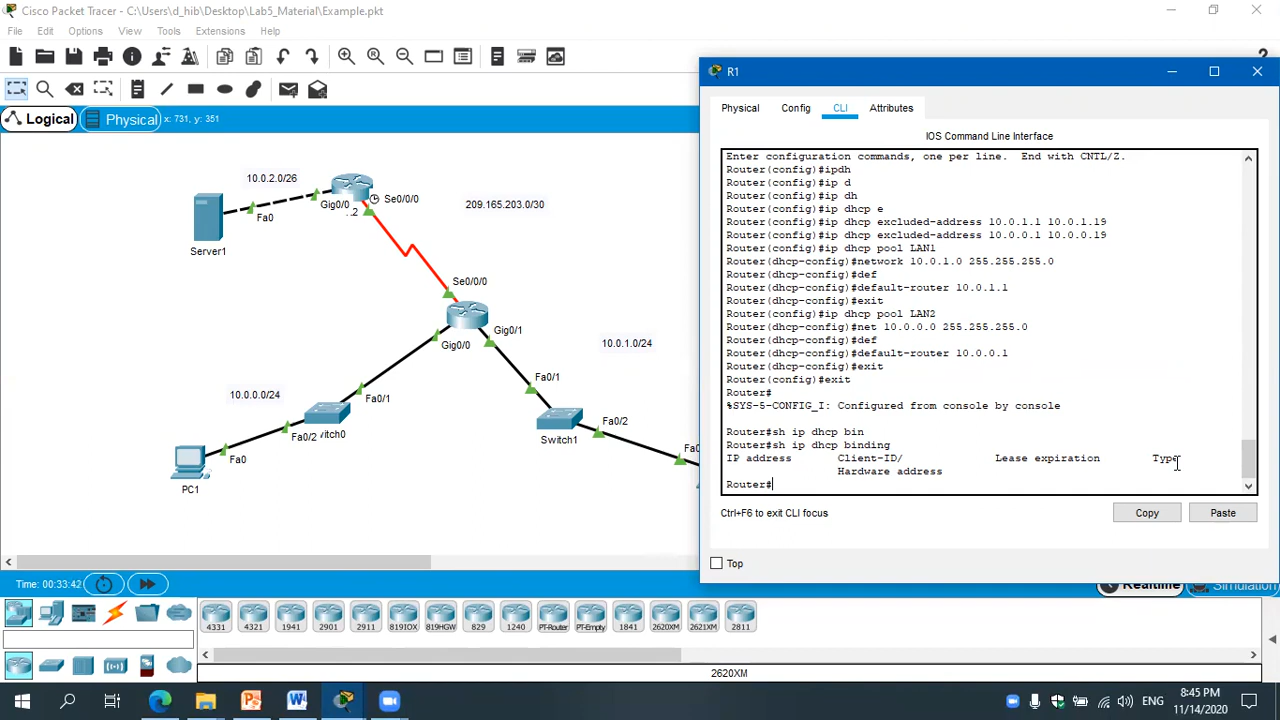 Cisco Packet Tracer - C:\Users\d_hib\Desktop\Lab5_Material\Example.pkt
File Edit Options View Tools Extensions Help
Logical Physical x: 731, y: 351
10.0.2.0/26
Se0/0/0
Gig0/0
..2
209.165.203.0/30
Fa0
Server1
Se0/0/0
Gig0/1
Gig0/0
10.0.1.0/24
Fa0/1
10.0.0.0/24
Fa0/1
Fa0/2
Fa0/2
vitch0
Switch1
Fa0
Fa0
PC1
R1
Physical Config CLI Attributes
IOS Command Line Interface
Enter configuration commands, one per line. End with CNTL/Z.
Router(config)#ipdh
Router(config)#ip d
Router(config)#ip dh
Router(config)#ip dhcp e
Router(config)#ip dhcp excluded-address 10.0.1.1 10.0.1.19
Router(config)#ip dhcp excluded-address 10.0.0.1 10.0.0.19
Router(config)#ip dhcp pool LAN1
Router(dhcp-config)#network 10.0.1.0 255.255.255.0
Router(dhcp-config)#def
Router(dhcp-config)#default-router 10.0.1.1
Router(dhcp-config)#exit
Router(config)#ip dhcp pool LAN2
Router(dhcp-config)#net 10.0.0.0 255.255.255.0
Router(dhcp-config)#def
Router(dhcp-config)#default-router 10.0.0.1
Router(dhcp-config)#exit
Router(config)#exit
Router#
%SYS-5-CONFIG_I: Configured from console by console
Router#sh ip dhcp bin
Router#sh ip dhcp binding
IP address Client-ID/ Lease expiration Type
Hardware address
Router#
Ctrl+F6 to exit CLI focus
Copy Paste
Top
Time: 00:33:42
Realtime Simulation
4331 4321 1941 2901 2911 819IOX 819HGW 829 1240 PT-Router PT-Empty 1841 2620XM 2621XM 2811
2620XM
ENG
8:45 PM
11/14/2020